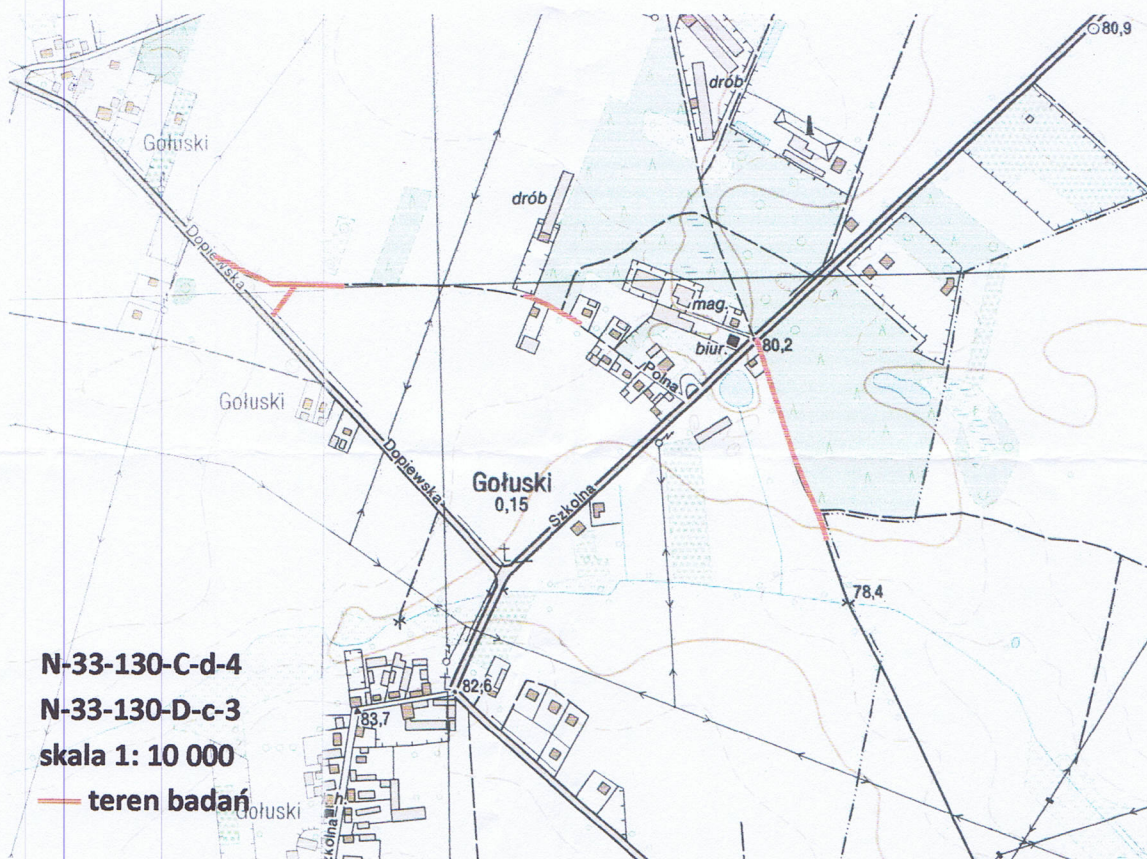 80,9
drób
Gołuski
drób
Dopiewska
mag.
biur.
80,2
Polna
Gołuski
Dopiewska
Gołuski
0,15
Szkolna
78,4
N-33-130-C-d-4
82,6
N-33-130-D-c-3
83,7
skala 1: 10 000
teren badań
h.
Gołuski